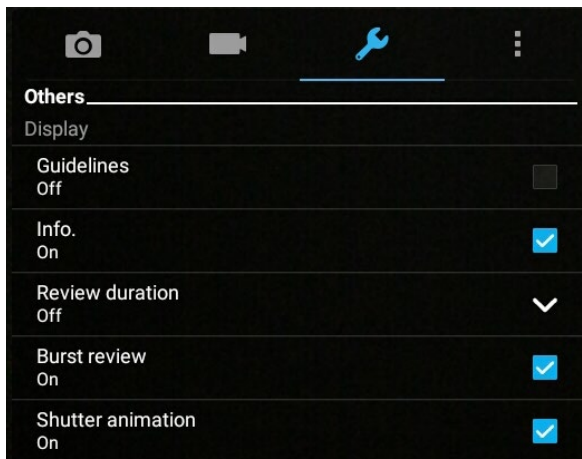 Others
Display
Guidelines
Off
Info.
On
Review duration
Off
Burst review
On
Shutter animation
On